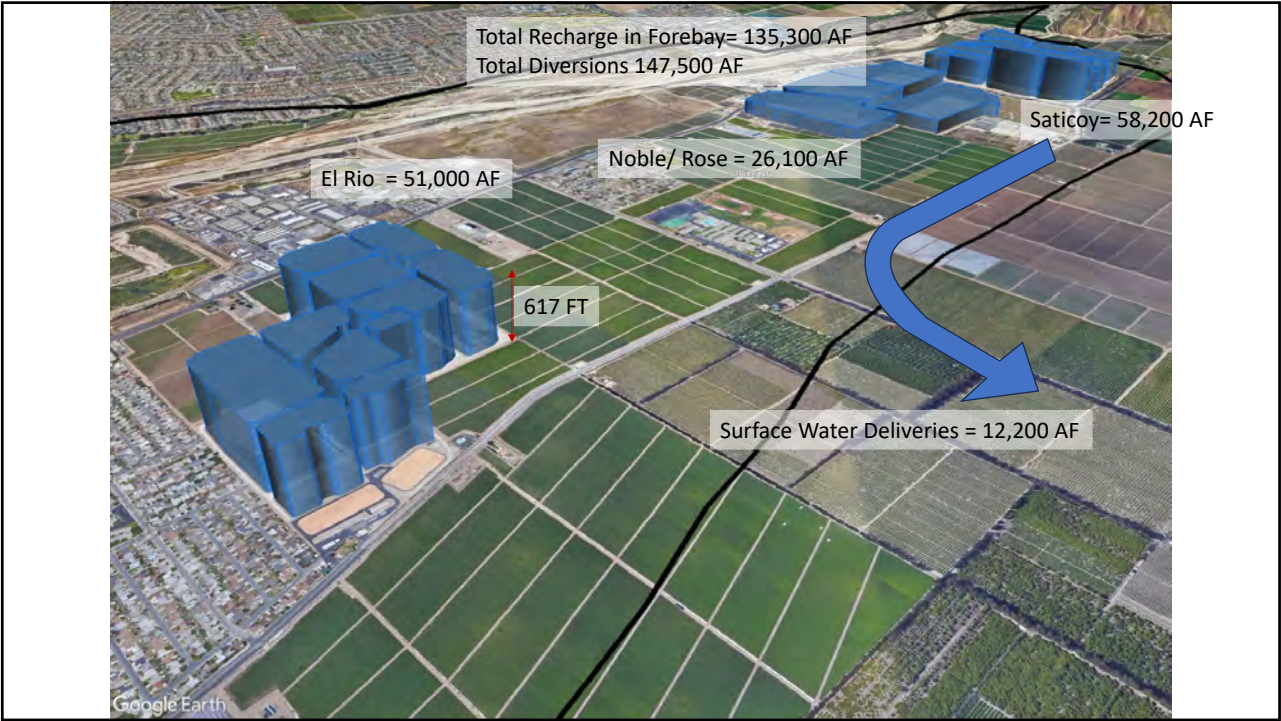 Total Recharge in Forebay= 135,300 AF
Total Diversions 147,500 AF
Saticoy= 58,200 AF
Noble/ Rose = 26,100 AF
El Rio  = 51,000 AF
617 FT
Surface Water Deliveries = 12,200 AF
Google Earth